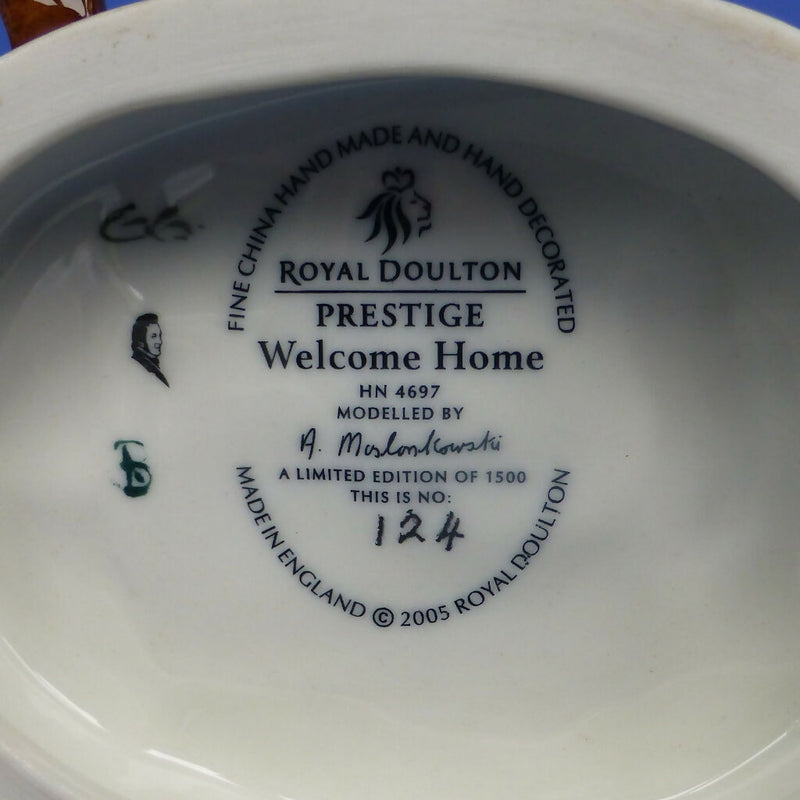 FINE CHINA HAND MADE AND HAND DECORATED
GG.
ROYAL DOULTON
PRESTIGE
Welcome Home
HN 4697
MODELLED BY
A. Maslankowski
A LIMITED EDITION OF 1500
THIS IS NO:
124
MADE IN ENGLAND © 2005 ROYAL DOULTON